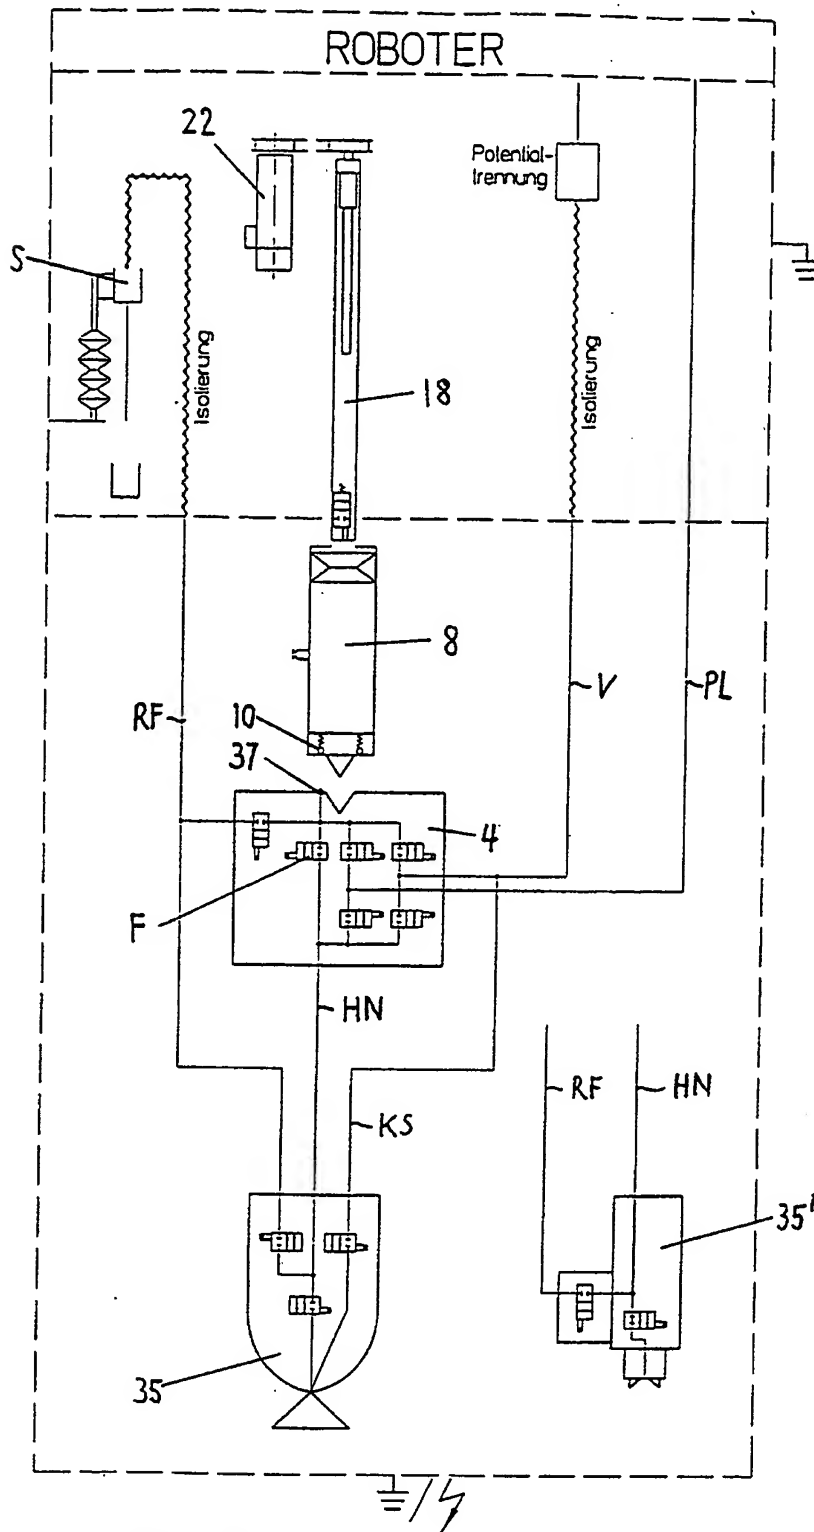 ROBOTER
22
Potential-
trennung
S
Isolierung
Isolierung
18
8
V
PL
RF
10
37
4
F
HN
KS
RF
HN
35'
35